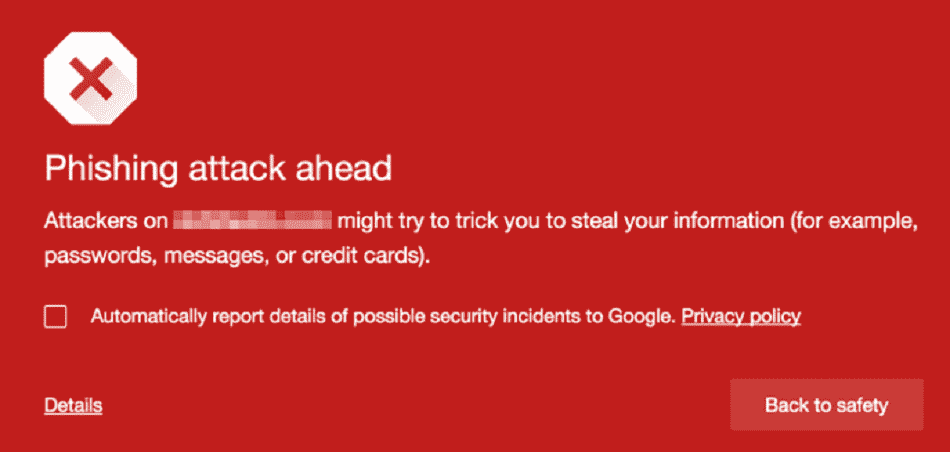 Phishing attack ahead
Attackers on might try to trick you to steal your information (for example,
passwords, messages, or credit cards).
Automatically report details of possible security incidents to Google. Privacy policy
Details
Back to safety